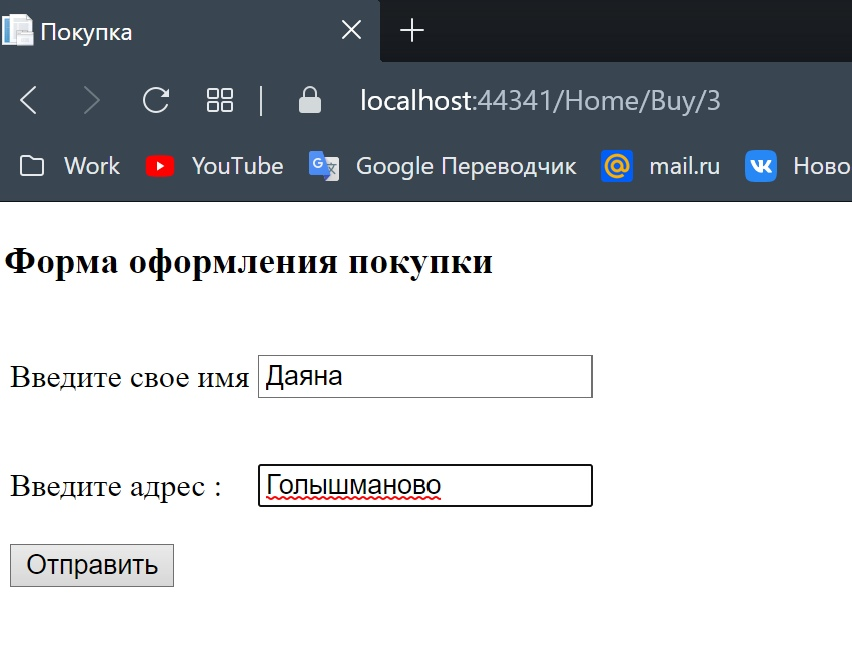 Покупка
localhost:44341/Home/Buy/3
Work YouTube Google Переводчик mail.ru Ново
Форма оформления покупки
Введите свое имя Даяна
Введите адрес : Голышманово
Отправить